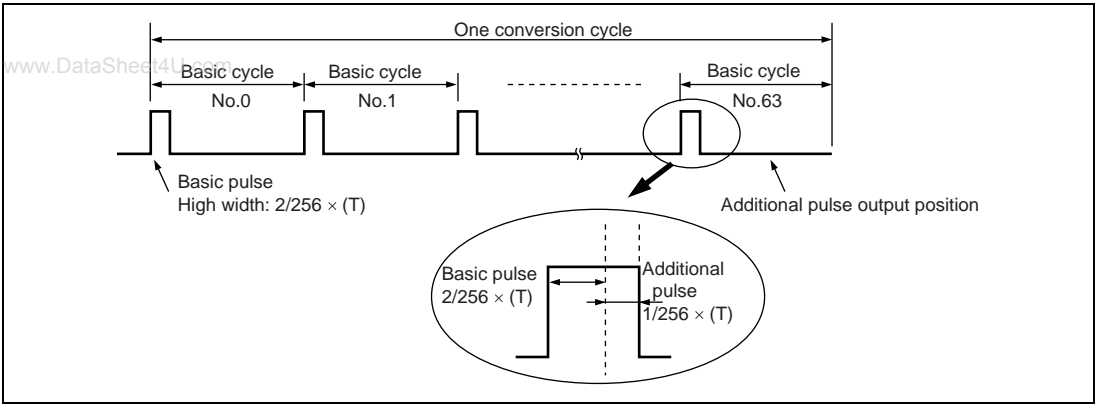 One conversion cycle
www.DataSheet4U.com
Basic cycle
No.0
Basic cycle
No.1
Basic cycle
No.63
Basic pulse
High width: 2/256 × (T)
Additional pulse output position
Basic pulse
2/256 × (T)
Additional
pulse
1/256 × (T)